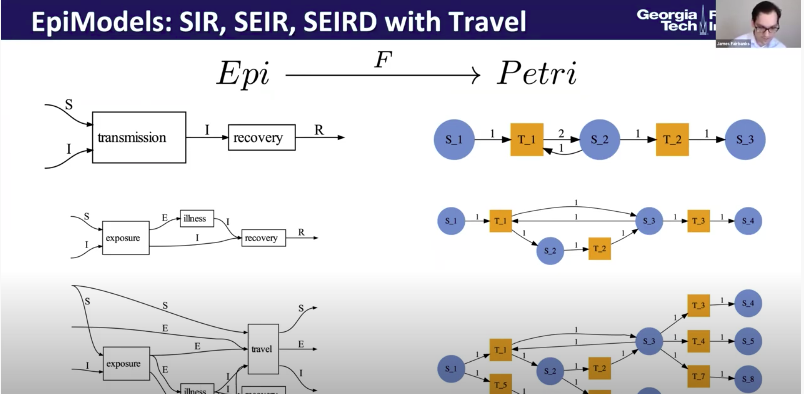 EpiModels: SIR, SEIR, SEIRD with Travel
Georgia
Tech
James Fairbanks
Epi F Petri
S
I
transmission
I
recovery
R
S_1 1 T_1 2 1 S_2 1 T_2 1 S_3
S
I
exposure
E
illness
I
I
recovery
R
S_1 1 T_1 1 1 S_3 1 T_3 1 S_4
1 S_2 1 T_2 1
S
S
E
E
I
exposure
E
illness
I
travel
S
E
I
S_1 1 T_1 1 1 S_3
1 T_5
1 S_2 1 T_2 1
1 T_3 1 S_4
1 T_4 1 S_5
1 T_7 1 S_8